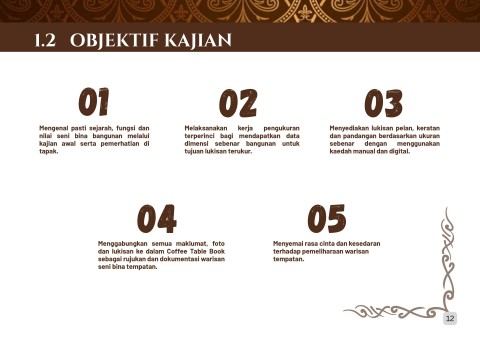 1.2 OBJEKTIF KAJIAN
01
Mengenal pasti sejarah, fungsi dan
nilai seni bina bangunan melalui
kajian awal serta pemerhatian di
tapak.
02
Melaksanakan kerja pengukuran
terperinci bagi mendapatkan data
dimensi sebenar bangunan untuk
tujuan lukisan terukur.
03
Menyediakan lukisan pelan, keratan
dan pandangan berdasarkan ukuran
sebenar dengan menggunakan
kaedah manual dan digital.
04
Menggabungkan semua maklumat, foto
dan lukisan ke dalam Coffee Table Book
sebagai rujukan dan dokumentasi warisan
seni bina tempatan.
05
Menyemai rasa cinta dan kesedaran
terhadap pemeliharaan warisan
tempatan.
12